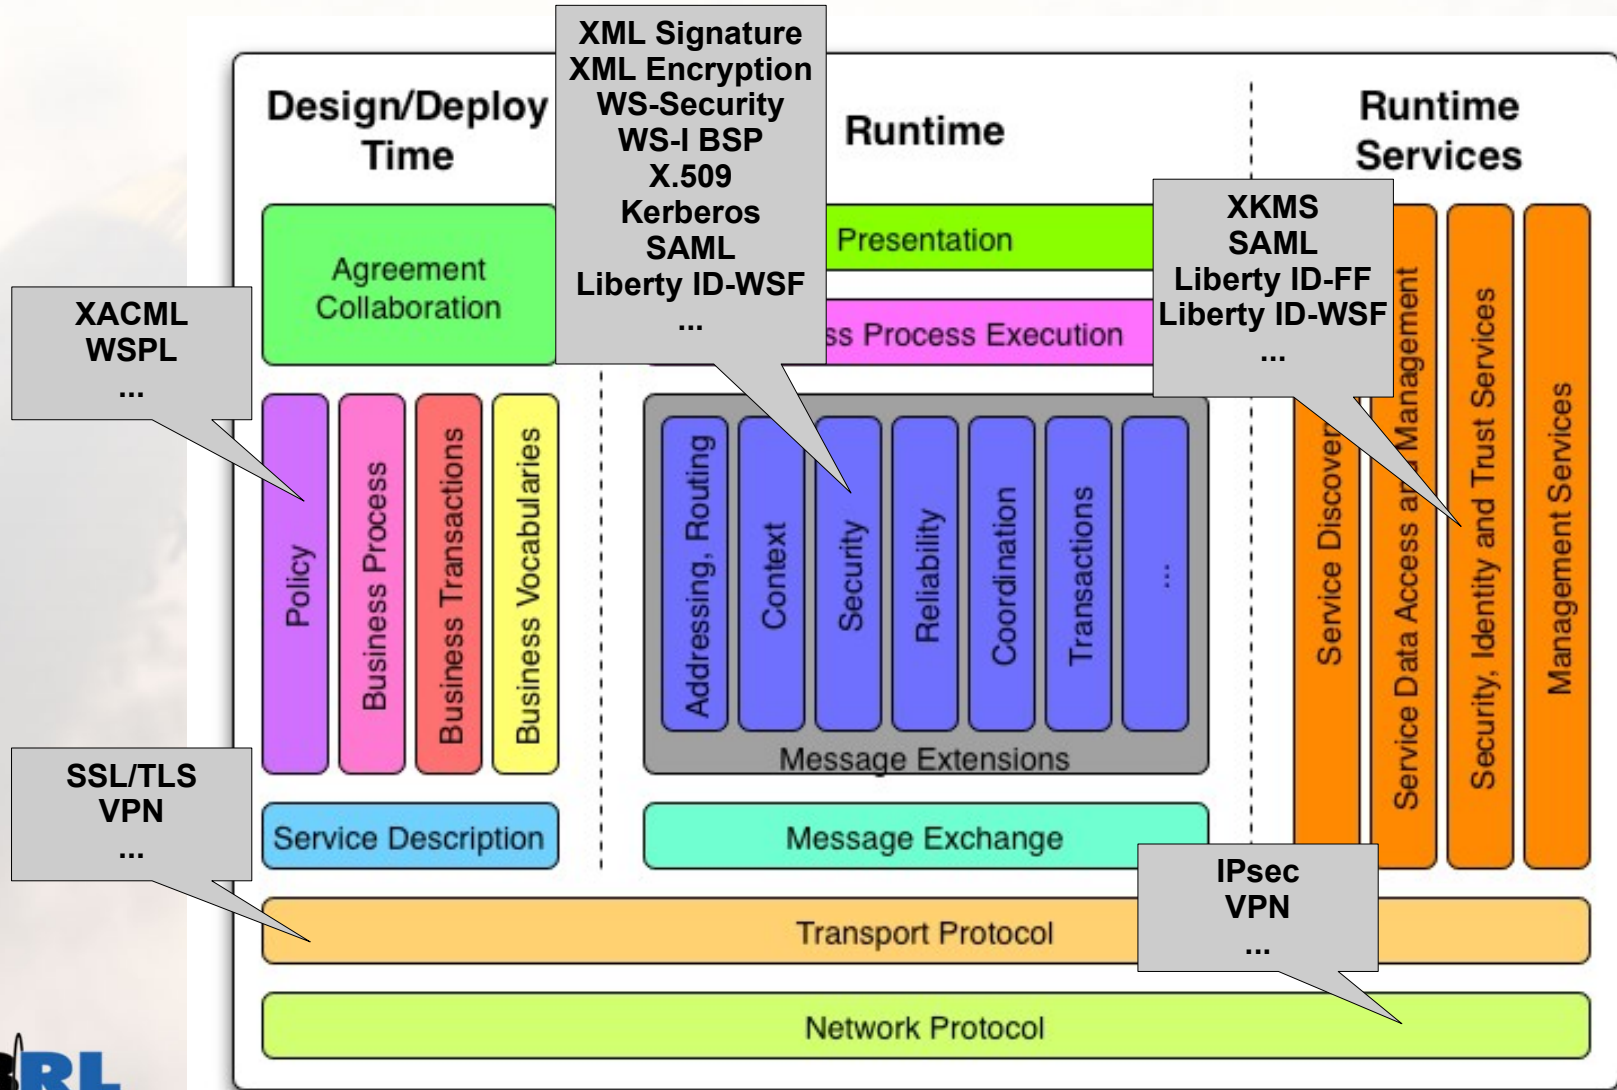 XML Signature
XML Encryption
WS-Security
WS-I BSP
X.509
Kerberos
SAML
Liberty ID-WSF
...
Design/Deploy
Time
Runtime
Runtime
Services
XKMS
SAML
Liberty ID-FF
Liberty ID-WSF
...
Agreement
Collaboration
Presentation
Process Execution
XACML
WSPL
...
Policy
Business Process
Business Transactions
Business Vocabularies
Addressing, Routing
Context
Security
Reliability
Coordination
Transactions
...
Message Extensions
Service
Service Data Access and Management
Security, Identity and Trust Services
Management Services
SSL/TLS
VPN
...
Service Description
Message Exchange
IPsec
VPN
...
Transport Protocol
Network Protocol
RL